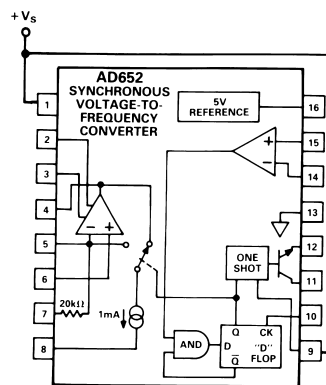 + VS
AD652
SYNCHRONOUS
VOLTAGE-TO-
FREQUENCY
CONVERTER
5V
REFERENCE
1
2
3
4
5
6
7
8
16
15
14
13
12
11
10
9
+
−
− +
20kΩ
1mA
ONE
SHOT
AND
Q CK
D "D"
Q̅ FLOP